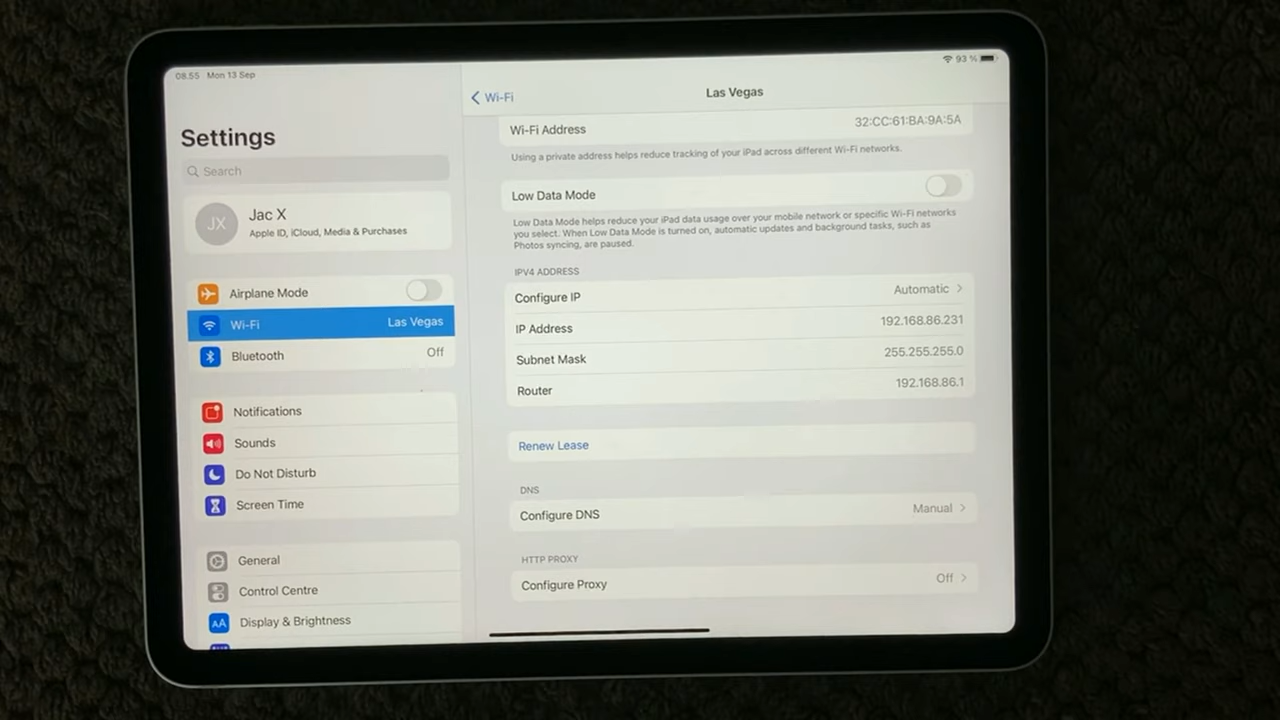 08.55 Mon 13 Sep
93 %
Settings
Search
JX
Jac X
Apple ID, iCloud, Media & Purchases
Airplane Mode
Wi-Fi Las Vegas
Bluetooth Off
Notifications
Sounds
Do Not Disturb
Screen Time
General
Control Centre
AA Display & Brightness
Wi-Fi
Las Vegas
Wi-Fi Address 32:CC:61:BA:9A:5A
Using a private address helps reduce tracking of your iPad across different Wi-Fi networks.
Low Data Mode
Low Data Mode helps reduce your iPad data usage over your mobile network or specific Wi-Fi networks
you select. When Low Data Mode is turned on, automatic updates and background tasks, such as
Photos syncing, are paused.
IPV4 ADDRESS
Configure IP Automatic
IP Address 192.168.86.231
Subnet Mask 255.255.255.0
Router 192.168.86.1
Renew Lease
DNS
Configure DNS Manual
HTTP PROXY
Configure Proxy Off